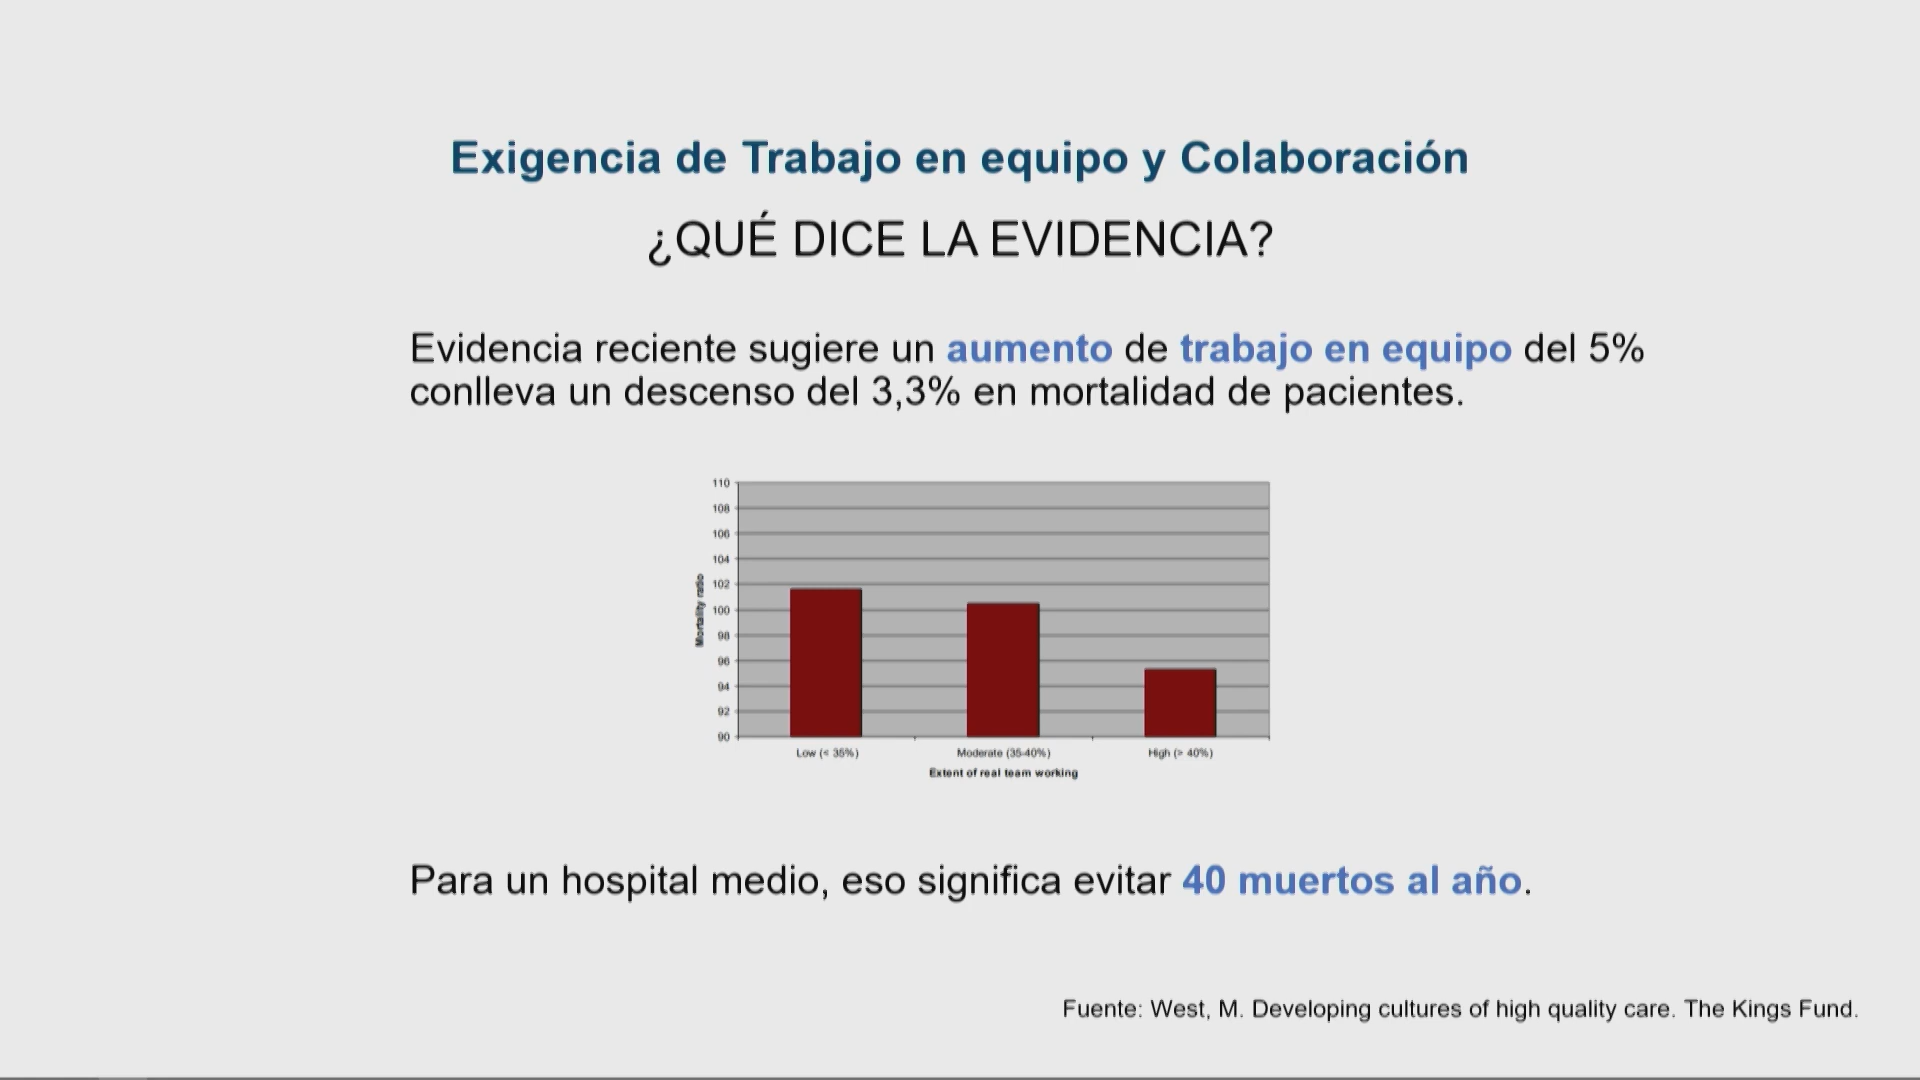 Exigencia de Trabajo en equipo y Colaboración
¿QUÉ DICE LA EVIDENCIA?
Evidencia reciente sugiere un aumento de trabajo en equipo del 5%
conlleva un descenso del 3,3% en mortalidad de pacientes.
110
108
106
104
102
100
98
96
94
92
90
Mortality ratio
Low (< 35%)
Moderate (35-40%)
High (> 40%)
Extent of real team working
Para un hospital medio, eso significa evitar 40 muertos al año.
Fuente: West, M. Developing cultures of high quality care. The Kings Fund.